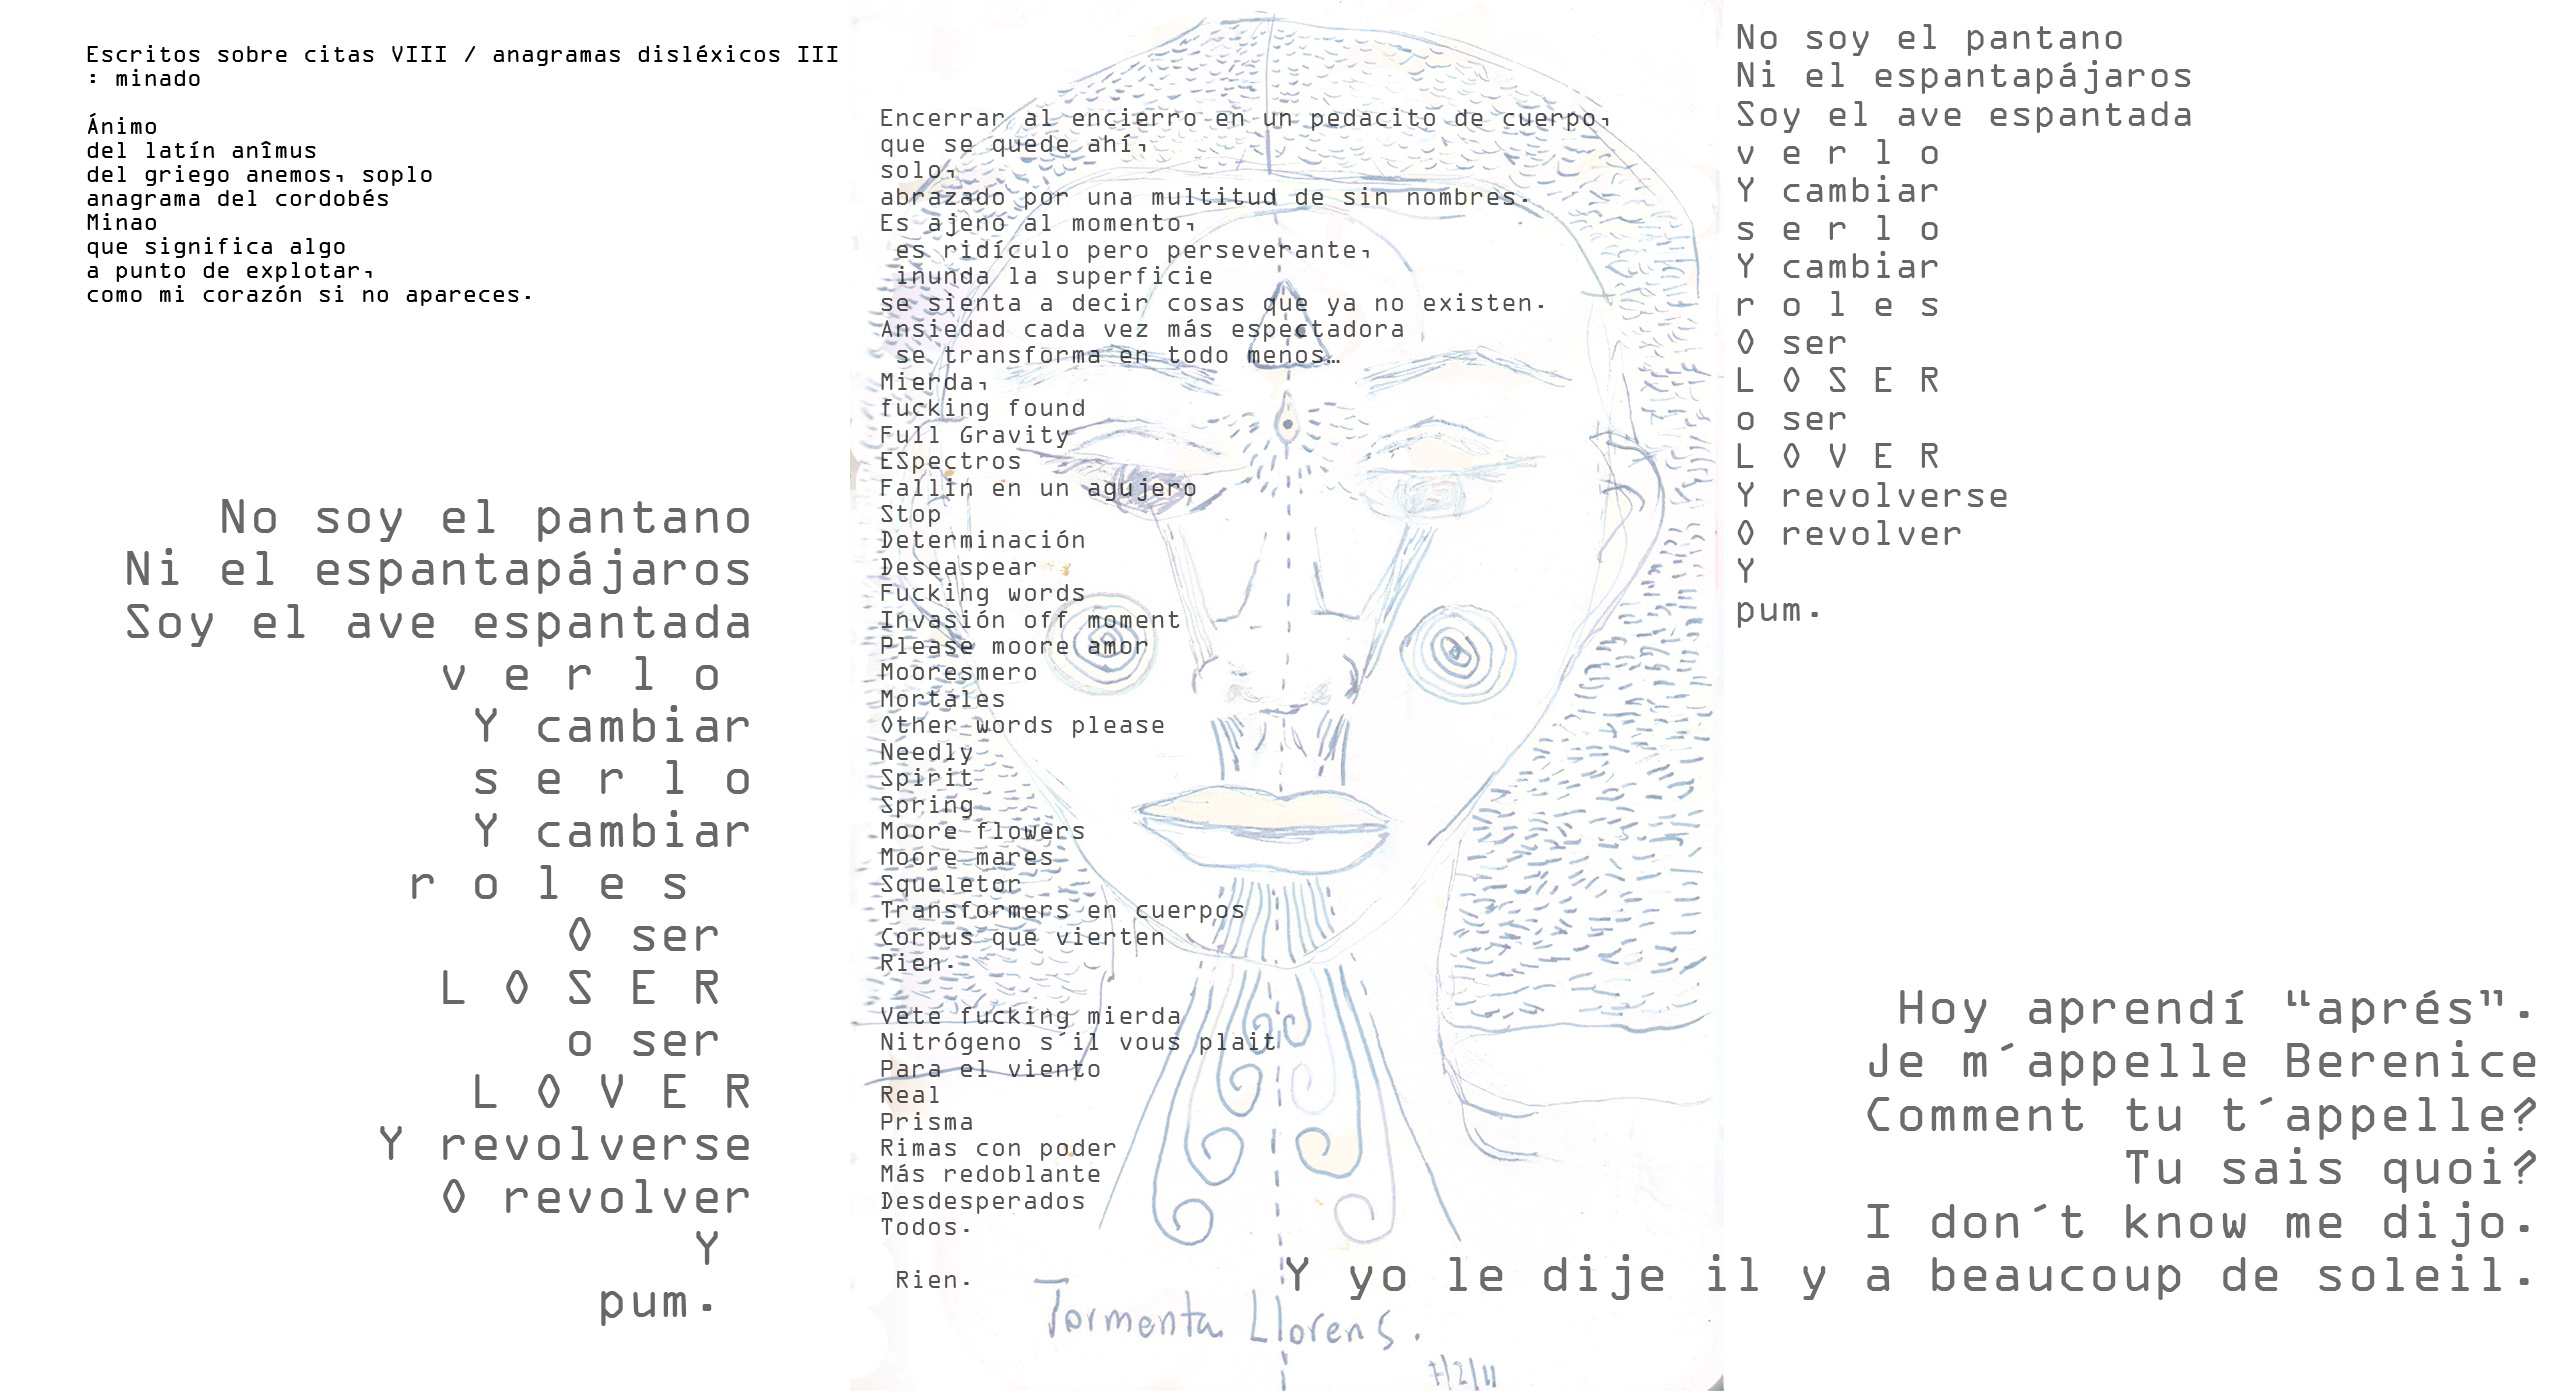 Escritos sobre citas VIII / anagramas disléxicos III
: minado
Ánimo
del latín anîmus
del griego anemos, soplo
anagrama del cordobés
Minao
que significa algo
a punto de explotar,
como mi corazón si no apareces.
No soy el pantano
Ni el espantapájaros
Soy el ave espantada
v e r l o
Y cambiar
s e r l o
Y cambiar
r o l e s
O ser
L O S E R
o ser
L O V E R
Y revolverse
O revolver
Y
pum.
Encerrar al encierro en un pedacito de cuerpo,
que se quede ahí,
solo,
abrazado por una multitud de sin nombres.
Es ajeno al momento,
es ridículo pero perseverante,
inunda la superficie
se sienta a decir cosas que ya no existen.
Ansiedad cada vez más espectadora
se transforma en todo menos…
Mierda,
fucking found
Full Gravity
ESpectros
Fallin en un agujero
Stop
Determinación
Deseaspear
Fucking words
Invasión off moment
Please moore amor
Mooresmero
Mortales
Other words please
Needly
Spirit
Spring
Moore flowers
Moore mares
Squeletor
Transformers en cuerpos
Corpus que vierten
Rien.
Vete fucking mierda
Nitrógeno s´il vous plait
Para el viento
Real
Prisma
Rimas con poder
Más redoblante
Desdesperados
Todos.
Rien.
Tormenta Llorens.
7/2/11
No soy el pantano
Ni el espantapájaros
Soy el ave espantada
v e r l o
Y cambiar
s e r l o
Y cambiar
r o l e s
O ser
L O S E R
o ser
L O V E R
Y revolverse
O revolver
Y
pum.
Hoy aprendí “aprés”.
Je m´appelle Berenice
Comment tu t´appelle?
Tu sais quoi?
I don´t know me dijo.
Y yo le dije il y a beaucoup de soleil.